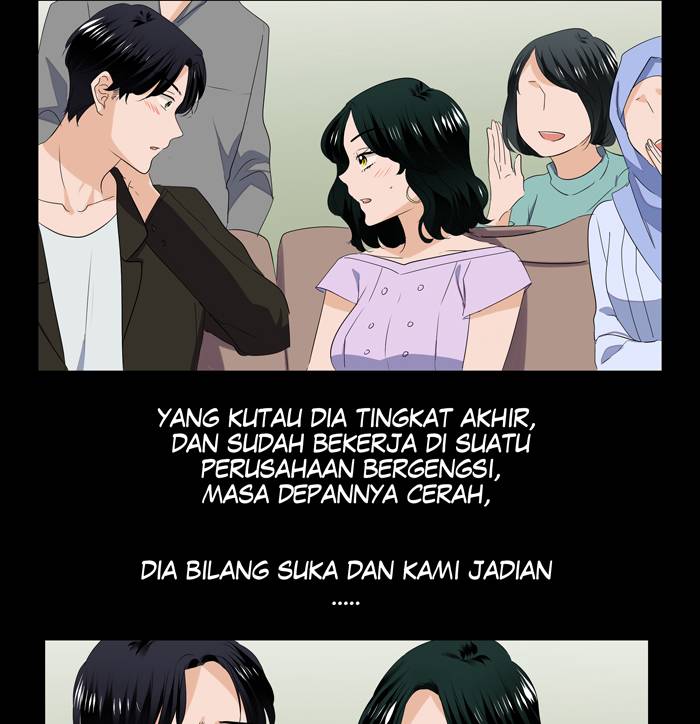 YANG KUTAU DIA TINGKAT AKHIR,
DAN SUDAH BEKERJA DI SUATU
PERUSAHAAN BERGENGSI,
MASA DEPANNYA CERAH,
DIA BILANG SUKA DAN KAMI JADIAN
.....